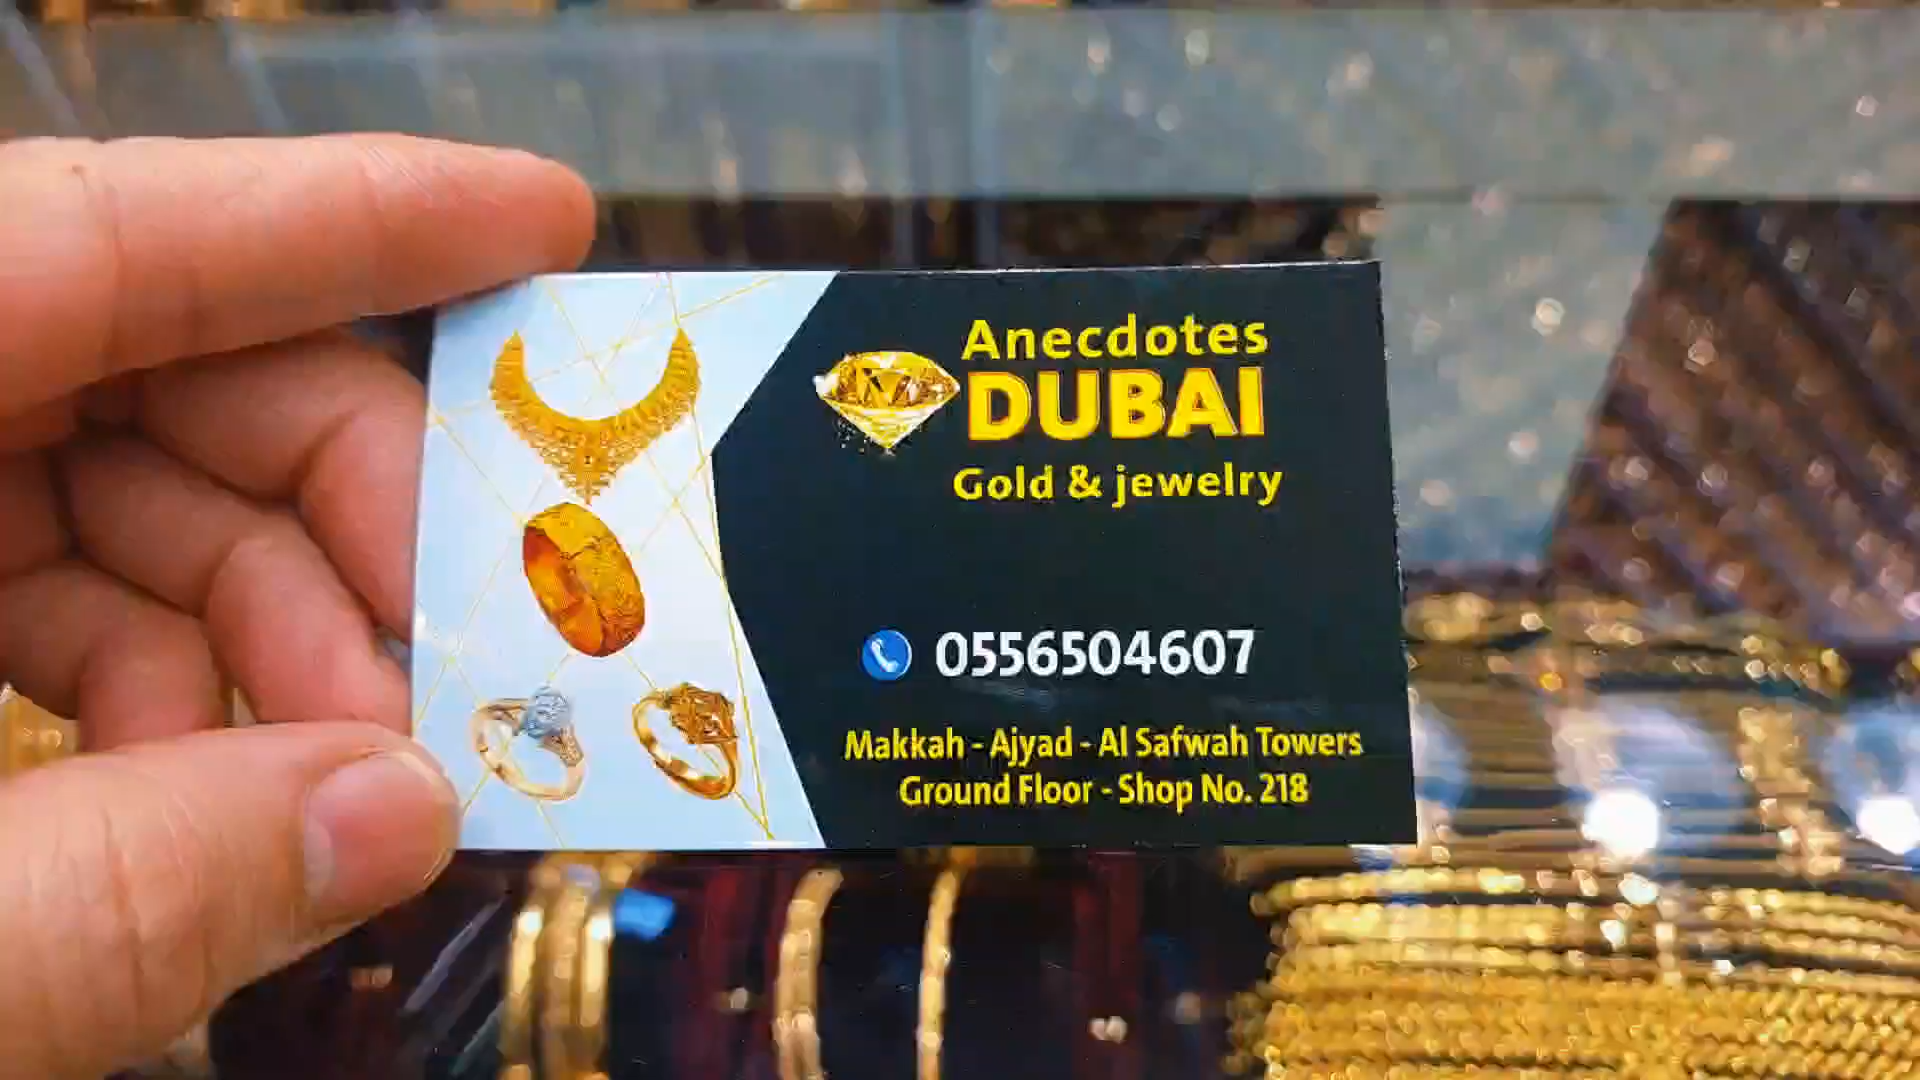 Anecdotes
DUBAI
Gold & jewelry
0556504607
Makkah - Ajyad - Al Safwah Towers
Ground Floor - Shop No. 218